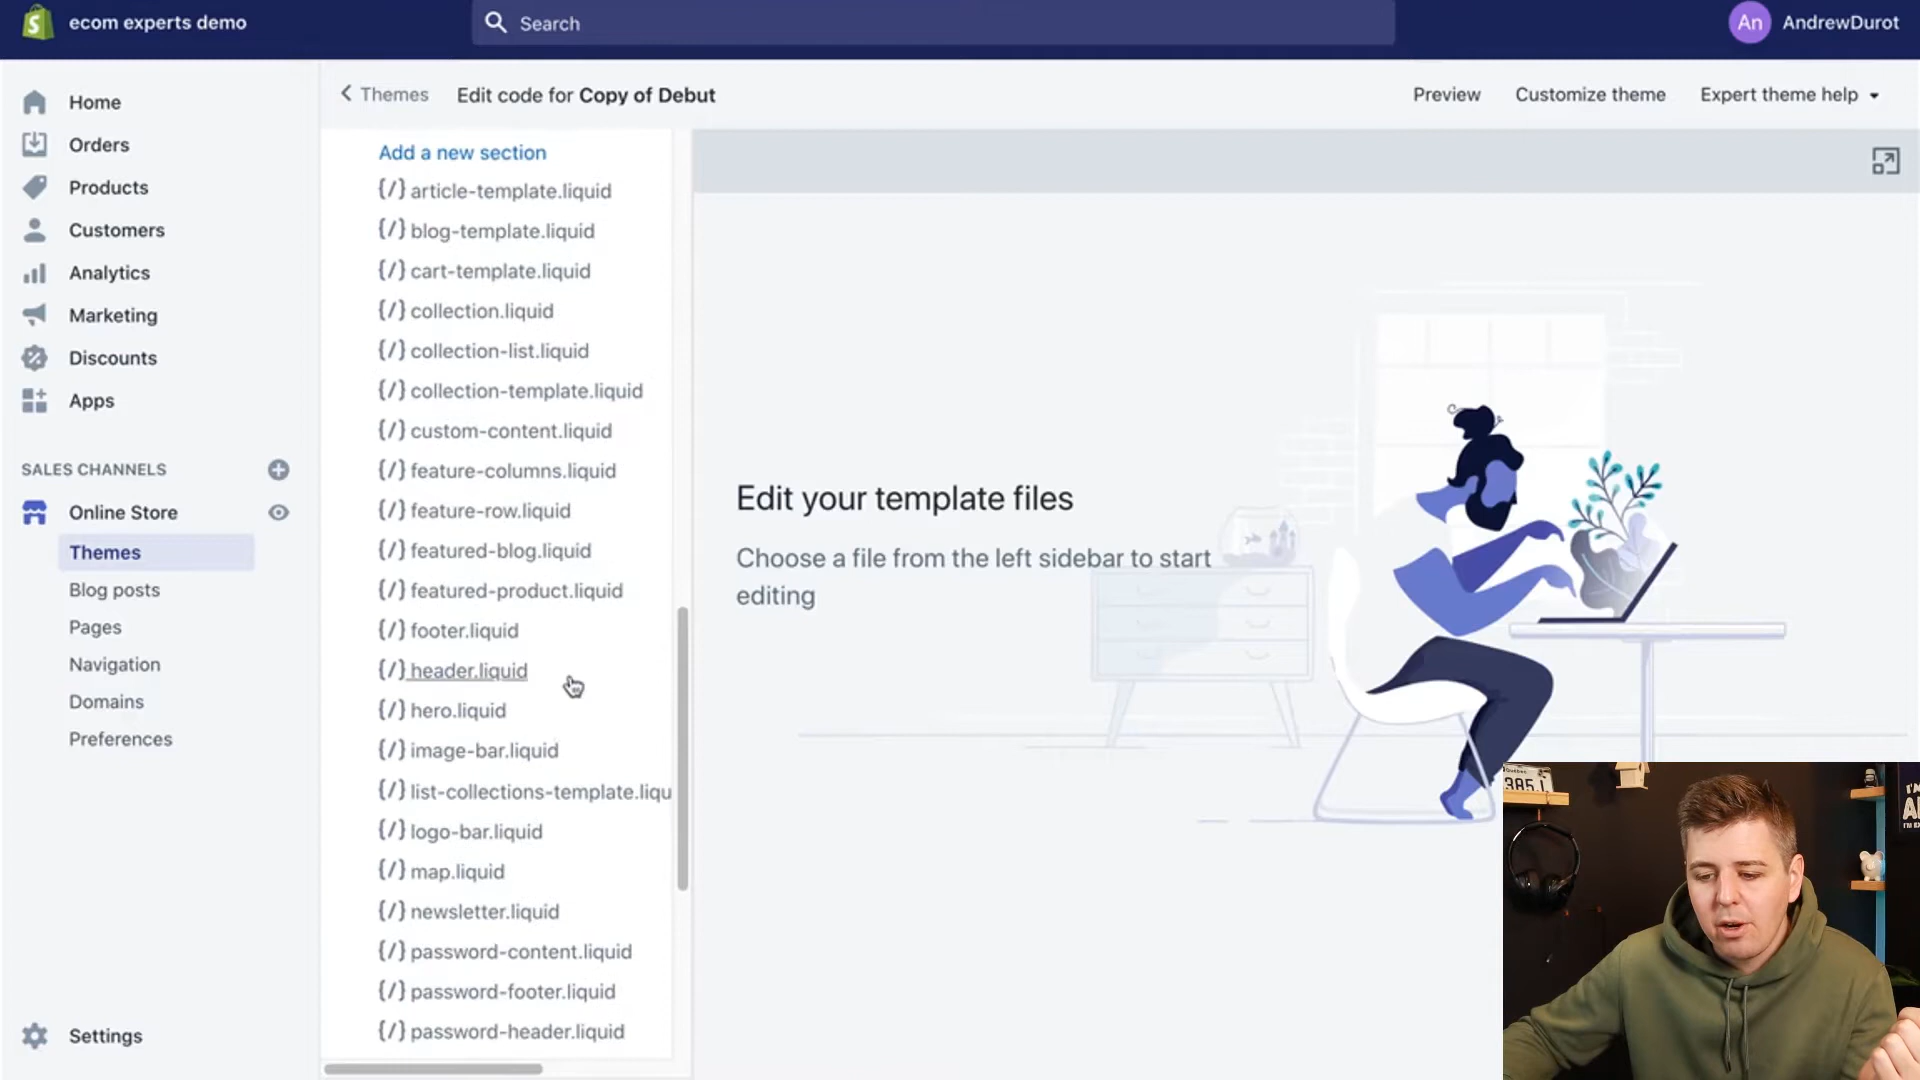 ecom experts demo
Search
An
AndrewDurot
Home
Orders
Products
Customers
Analytics
Marketing
Discounts
Apps
SALES CHANNELS
Online Store
Themes
Blog posts
Pages
Navigation
Domains
Preferences
Settings
Themes
Edit code for Copy of Debut
Preview
Customize theme
Expert theme help
Add a new section
{/} article-template.liquid
{/} blog-template.liquid
{/} cart-template.liquid
{/} collection.liquid
{/} collection-list.liquid
{/} collection-template.liquid
{/} custom-content.liquid
{/} feature-columns.liquid
{/} feature-row.liquid
{/} featured-blog.liquid
{/} featured-product.liquid
{/} footer.liquid
{/} header.liquid
{/} hero.liquid
{/} image-bar.liquid
{/} list-collections-template.liqu
{/} logo-bar.liquid
{/} map.liquid
{/} newsletter.liquid
{/} password-content.liquid
{/} password-footer.liquid
{/} password-header.liquid
Edit your template files
Choose a file from the left sidebar to start
editing